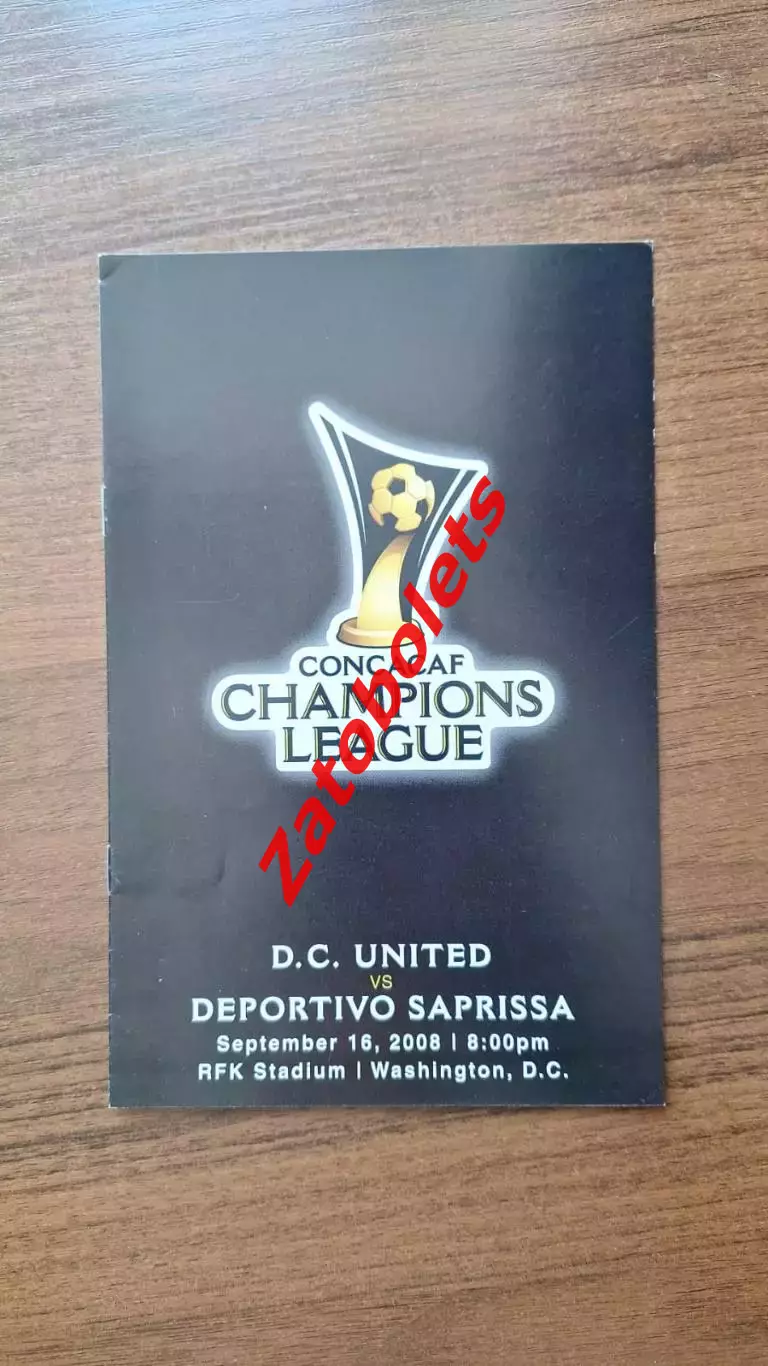 CONCACAF
CHAMPIONS
LEAGUE
Zatobolets
D.C. UNITED
VS
DEPORTIVO SAPRISSA
September 16, 2008 | 8:00pm
RFK Stadium | Washington, D.C.